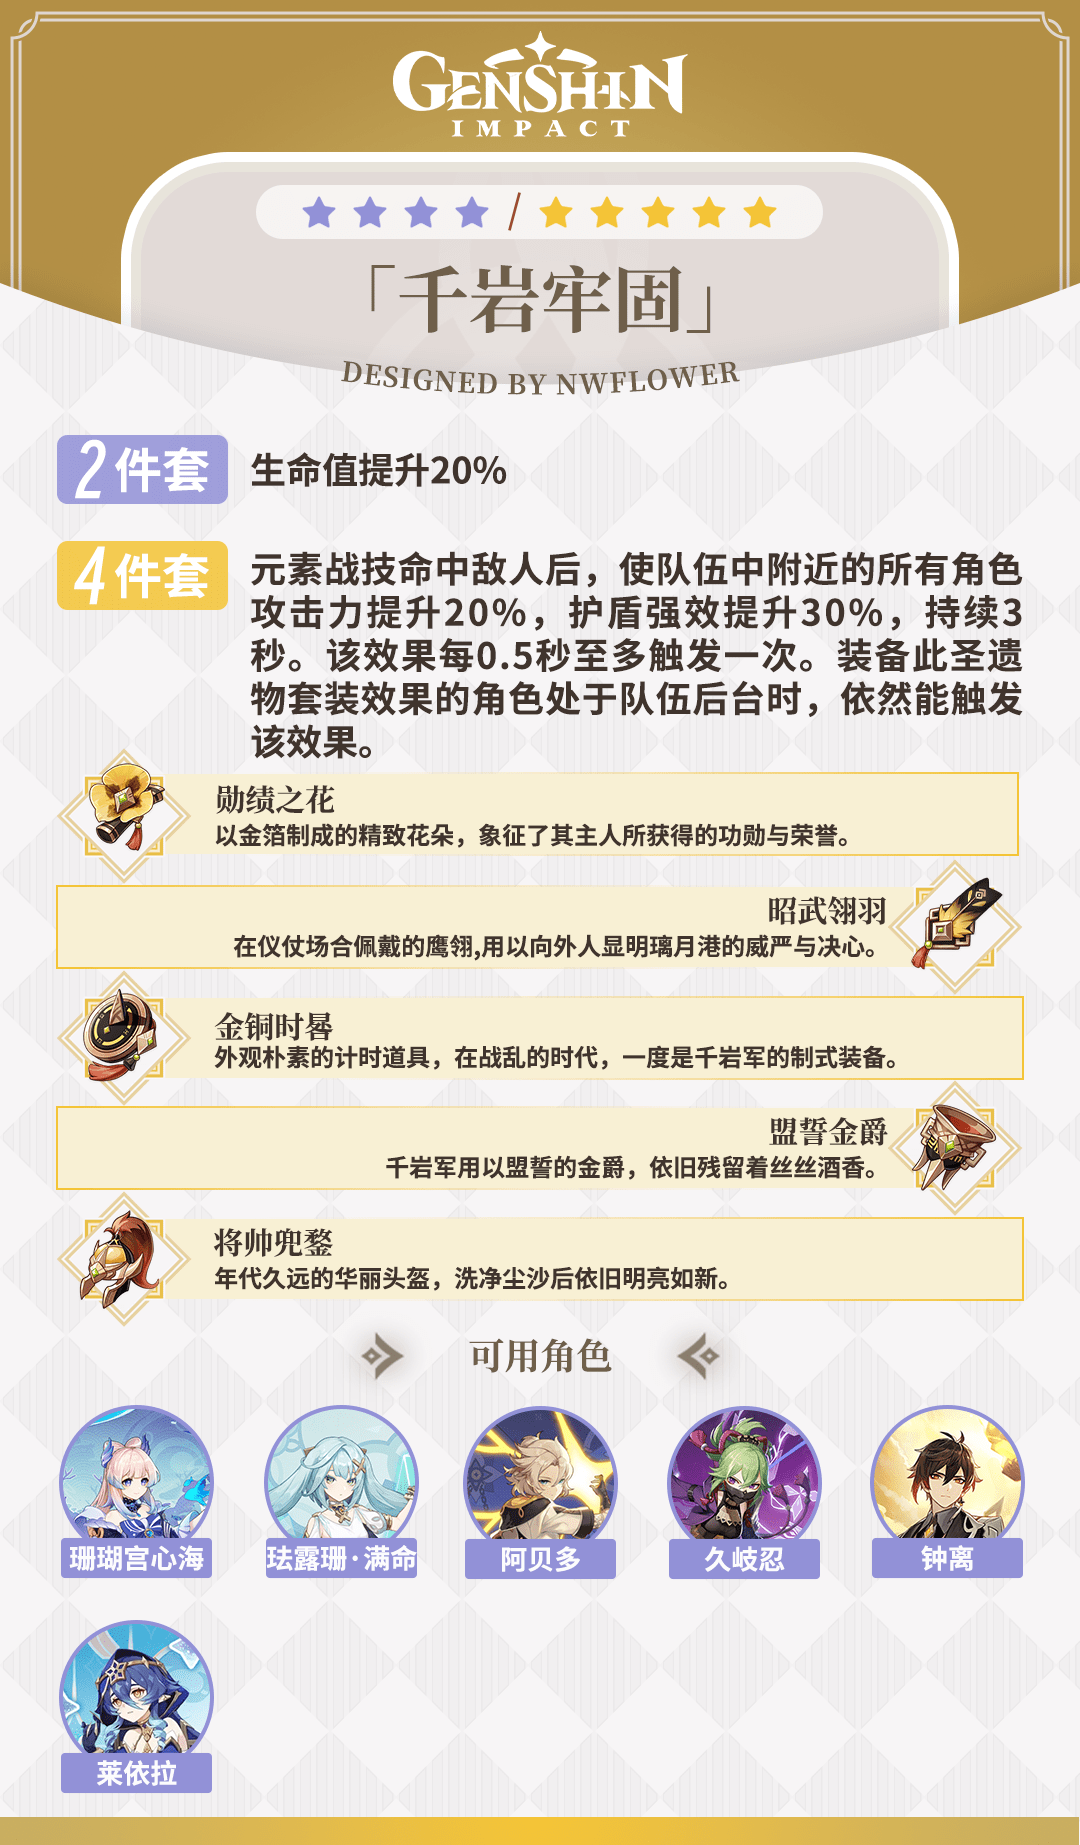 GENSHIN
IMPACT
「千岩牢固」
DESIGNED BY NWFLOWER
2件套
生命值提升20%
4件套
元素战技命中敌人后，使队伍中附近的所有角色
攻击力提升20%，护盾强效提升30%，持续3
秒。该效果每0.5秒至多触发一次。装备此圣遗
物套装效果的角色处于队伍后台时，依然能触发
该效果。
勋绩之花
以金箔制成的精致花朵，象征了其主人所获得的功勋与荣誉。
昭武翎羽
在仪仗场合佩戴的鹰翎,用以向外人显明璃月港的威严与决心。
金铜时晷
外观朴素的计时道具，在战乱的时代，一度是千岩军的制式装备。
盟誓金爵
千岩军用以盟誓的金爵，依旧残留着丝丝酒香。
将帅兜鍪
年代久远的华丽头盔，洗净尘沙后依旧明亮如新。
可用角色
珊瑚宫心海
珐露珊·满命
阿贝多
久岐忍
钟离
莱依拉